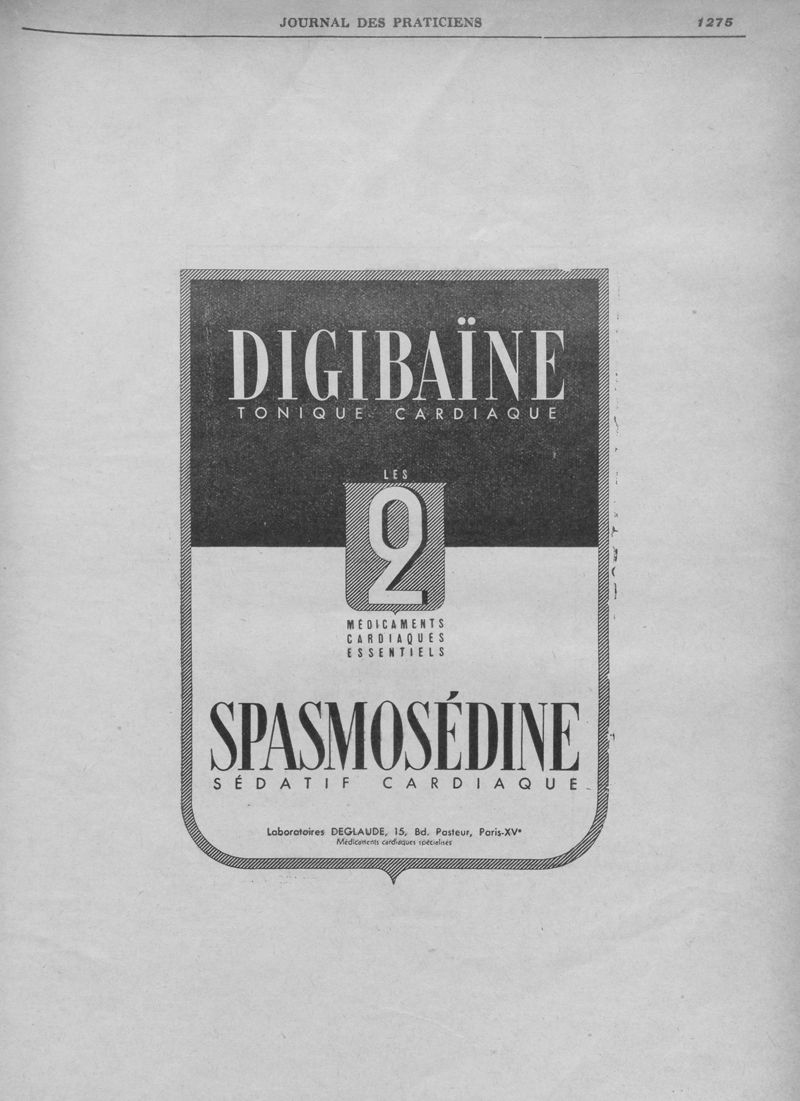 JOURNAL DES PRATICIENS 1275
DIGIBAÏNE
TONIQUE CARDIAQUE
LES
2
MÉDICAMENTS
CARDIAQUES
ESSENTIELS
SPASMOSÉDINE
SÉDATIF CARDIAQUE
Laboratoires DEGLAUDE, 15, Bd. Pasteur, Paris-XVᵉ
Médicaments cardiaques spécialisés